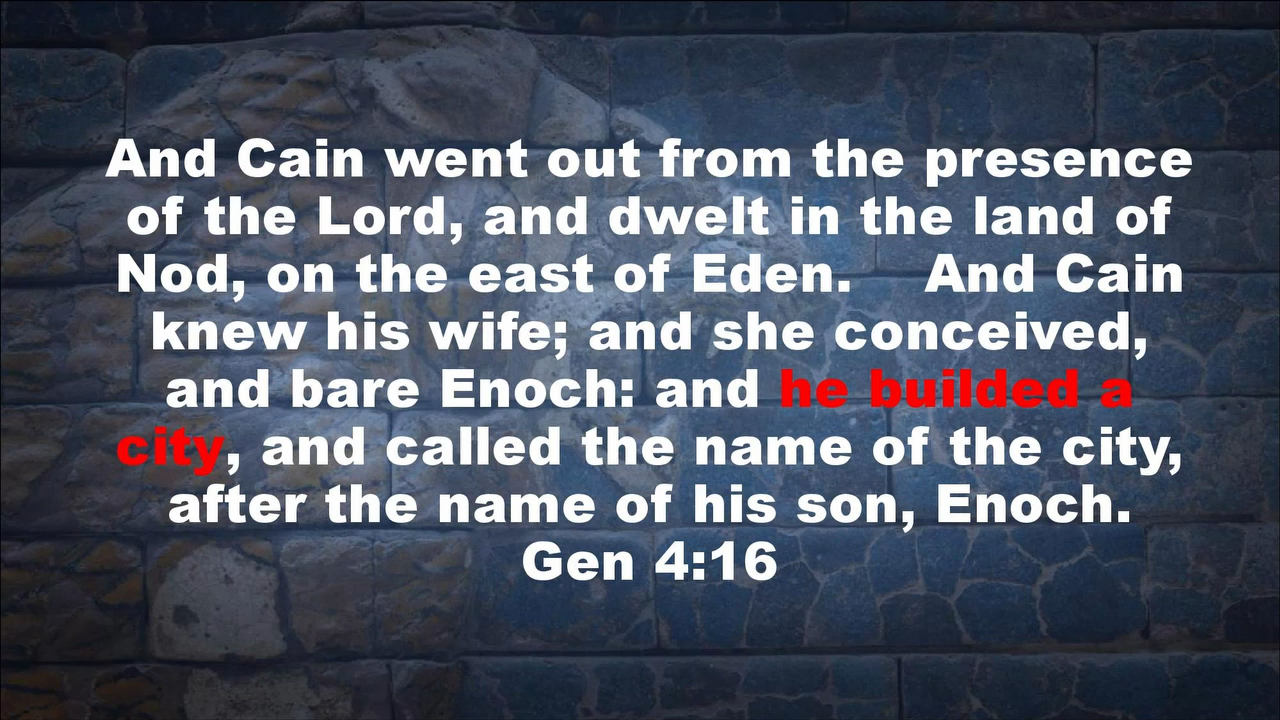 And Cain went out from the presence
of the Lord, and dwelt in the land of
Nod, on the east of Eden. And Cain
knew his wife; and she conceived,
and bare Enoch: and he builded a
city, and called the name of the city,
after the name of his son, Enoch.
Gen 4:16